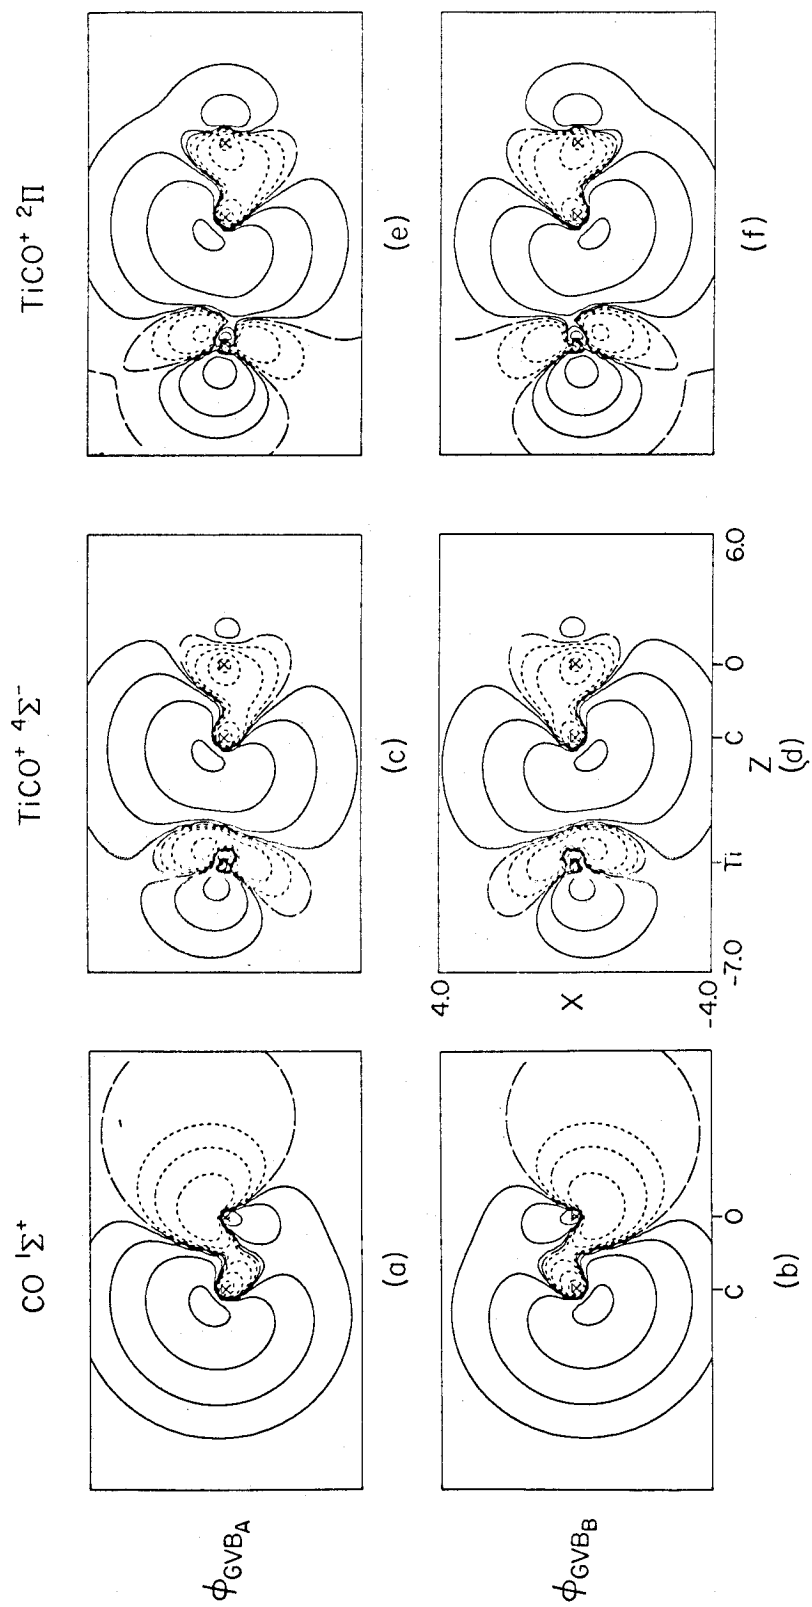 CO ¹Σ⁺
TiCO⁺ ⁴Σ⁻
TiCO⁺ ²Π
ϕGVBA
(a)
(c)
(e)
ϕGVBB
4.0
X
-4.0
C
O
-7.0
Ti
C
O
6.0
Z
(b)
(d)
(f)